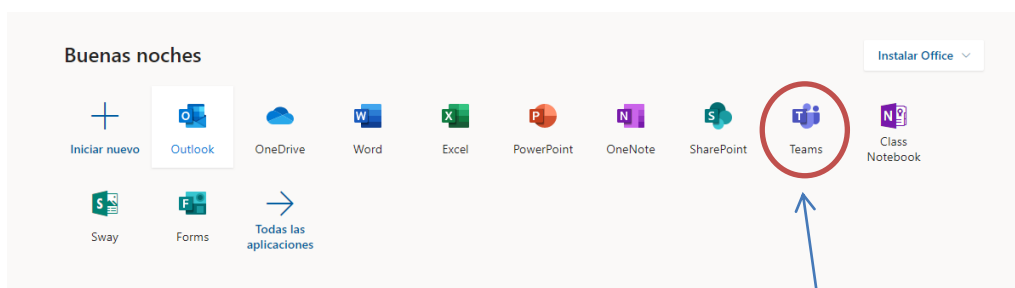 Buenas noches
Instalar Office
Iniciar nuevo
Outlook
OneDrive
Word
Excel
PowerPoint
OneNote
SharePoint
Teams
Class
Notebook
Sway
Forms
Todas las
aplicaciones